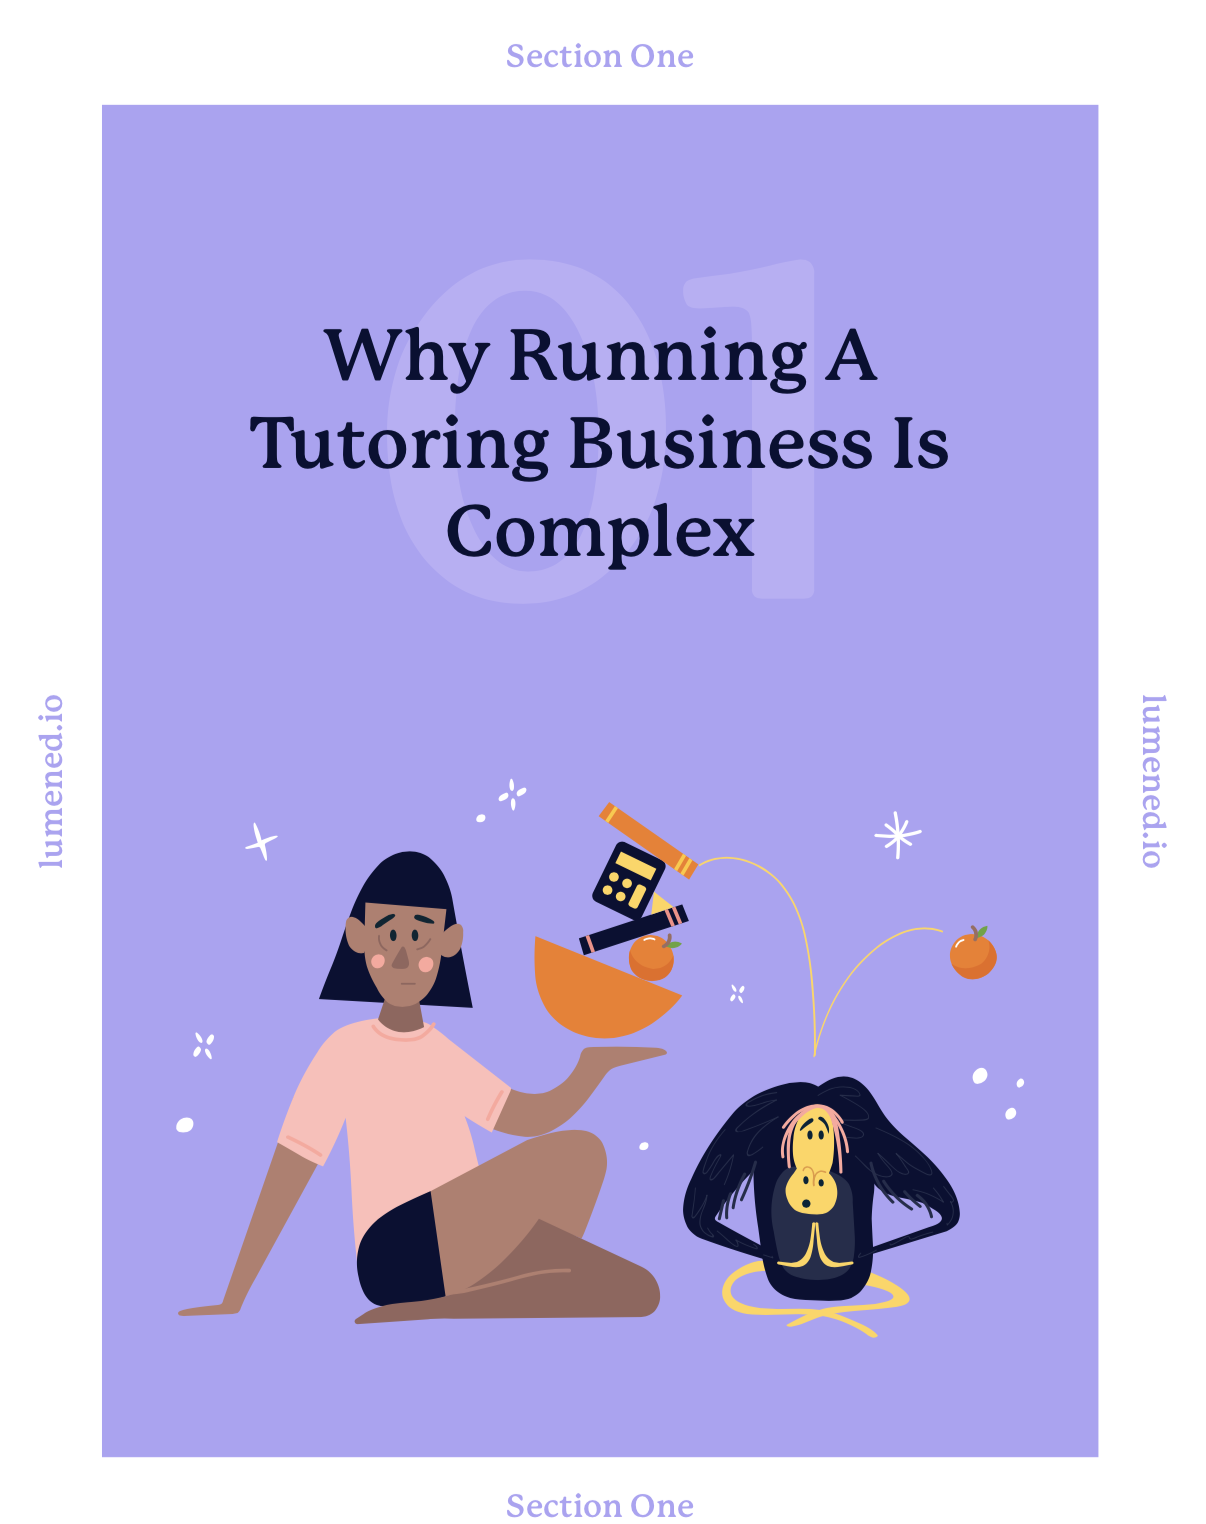 Section One
01
Why Running A
Tutoring Business Is
Complex
lumened.io
lumened.io
Section One